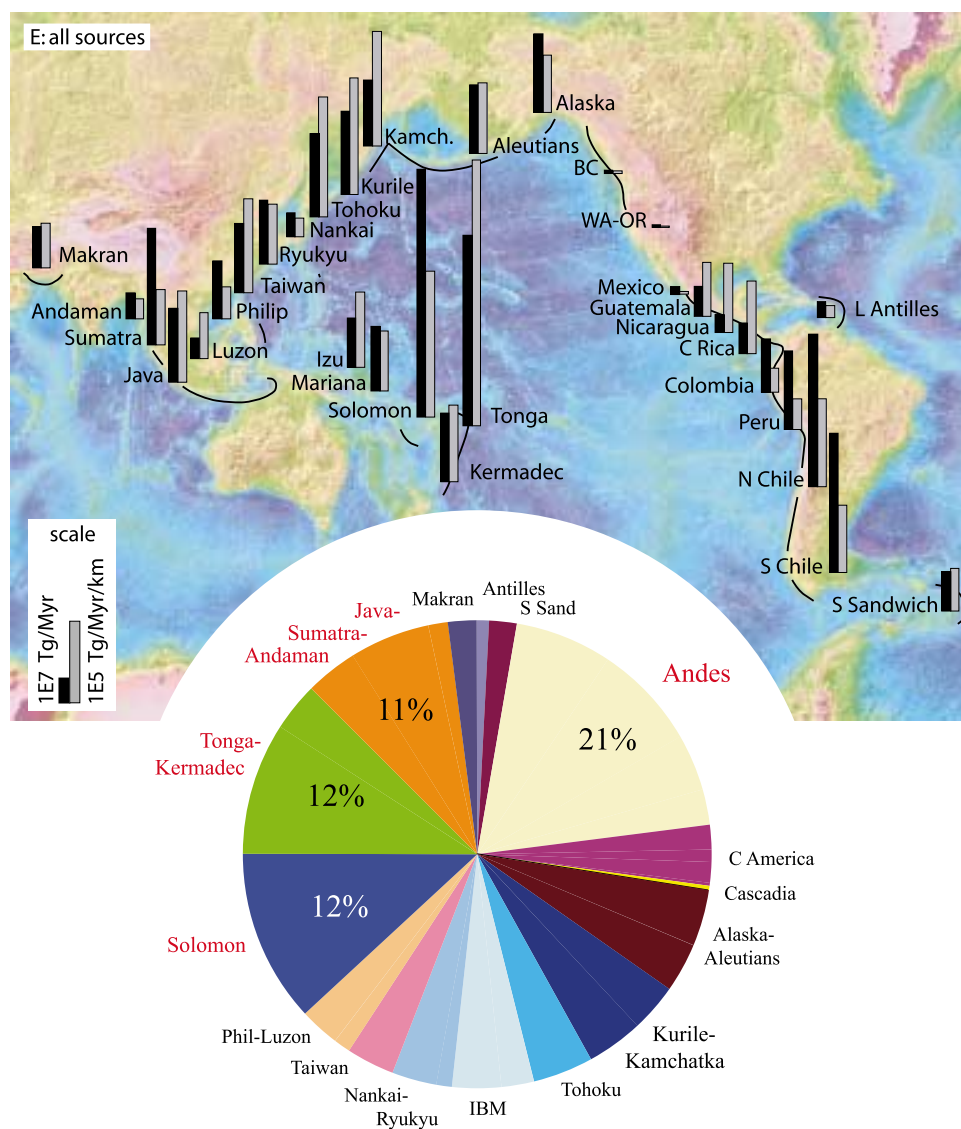 E: all sources
Alaska
Kamch.
Aleutians
BC
Kurile
Tohoku
WA-OR
Nankai
Makran
Ryukyu
Taiwan
Mexico
Andaman
Philip
Guatemala
L Antilles
Nicaragua
Sumatra
Luzon
C Rica
Izu
Java
Mariana
Colombia
Solomon
Tonga
Peru
Kermadec
N Chile
scale
1E7 Tg/Myr
1E5 Tg/Myr/km
S Chile
S Sandwich
Makran
Antilles
S Sand
Java-
Sumatra-
Andaman
Andes
11%
21%
Tonga-
Kermadec
12%
C America
Cascadia
12%
Solomon
Alaska-
Aleutians
Phil-Luzon
Kurile-
Kamchatka
Taiwan
Tohoku
Nankai-
Ryukyu
IBM